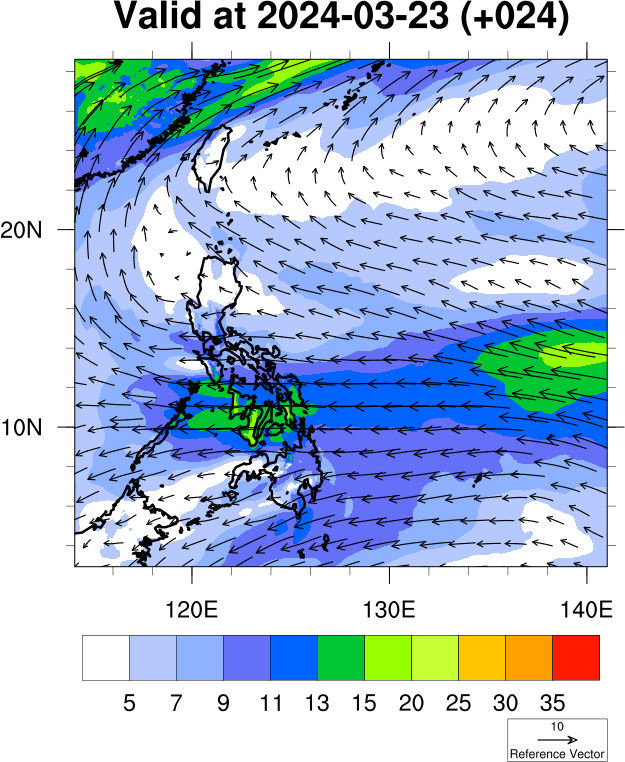 Valid at 2024-03-23 (+024)
20N
10N
120E 130E 140E
5 7 9 11 13 15 20 25 30 35
10
Reference Vector